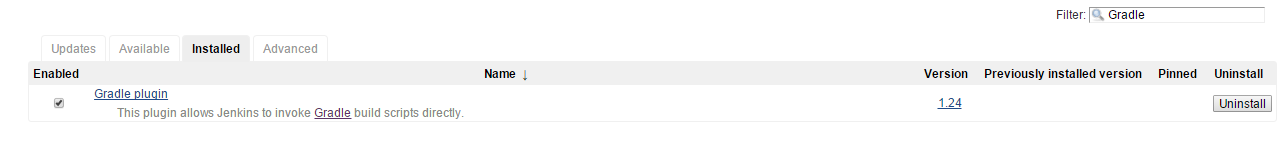 Filter: Gradle
Updates Available Installed Advanced
Enabled Name ↓ Version Previously installed version Pinned Uninstall
Gradle plugin 1.24 Uninstall
This plugin allows Jenkins to invoke Gradle build scripts directly.